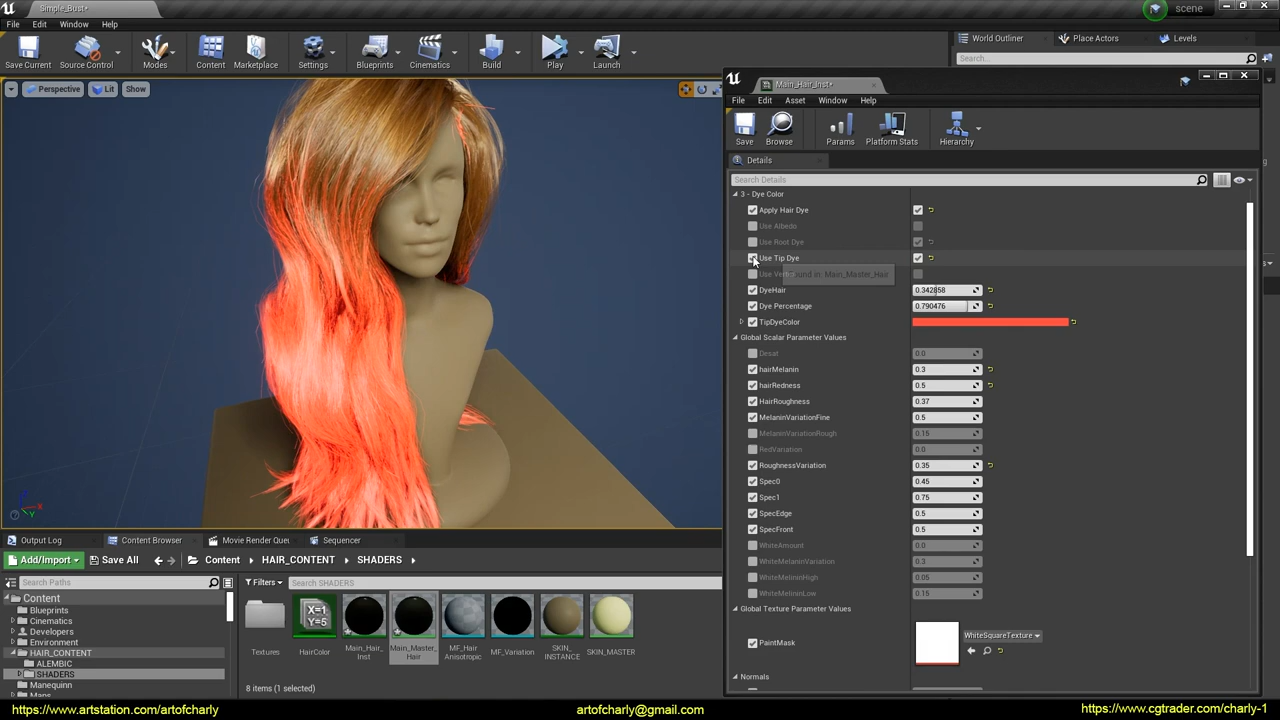 Simple_Bust*
scene
File Edit Window Help
World Outliner Place Actors Levels
Save Current Source Control Modes Content Marketplace Settings Blueprints Cinematics Build Play Launch
Search...
Perspective Lit Show
Main_Hair_Inst*
File Edit Asset Window Help
Save Browse Params Platform Stats Hierarchy
Details
Search Details
3 - Dye Color
Apply Hair Dye
Use Albedo
Use Root Dye
Use Tip Dye
DyeHair 0.342858
Dye Percentage 0.790476
TipDyeColor
Global Scalar Parameter Values
Desat 0.0
hairMelanin 0.3
hairRedness 0.5
HairRoughness 0.37
MelaninVariationFine 0.5
MelaninVariationRough 0.15
RedVariation 0.0
RoughnessVariation 0.35
Spec0 0.45
Spec1 0.75
SpecEdge 0.5
SpecFront 0.5
WhiteAmount 0.0
WhiteMelaninVariation 0.3
WhiteMelininHigh 0.05
WhiteMelininLow 0.15
Global Texture Parameter Values
PaintMask WhiteSquareTexture
Normals
Output Log Content Browser Movie Render Que Sequencer
Add/Import Save All Content HAIR_CONTENT SHADERS
Search Paths Filters Search SHADERS
Content
Blueprints
Cinematics
Developers
Environment
HAIR_CONTENT
ALEMBIC
SHADERS
Manequinn
Maps
X=1
Y=5
Textures HairColor Main_Hair_Inst Main_Master_Hair MF_Hair Anisotropic MF_Variation SKIN_INSTANCE SKIN_MASTER
8 items (1 selected)
https://www.artstation.com/artofcharly artofcharly@gmail.com https://www.cgtrader.com/charly-1